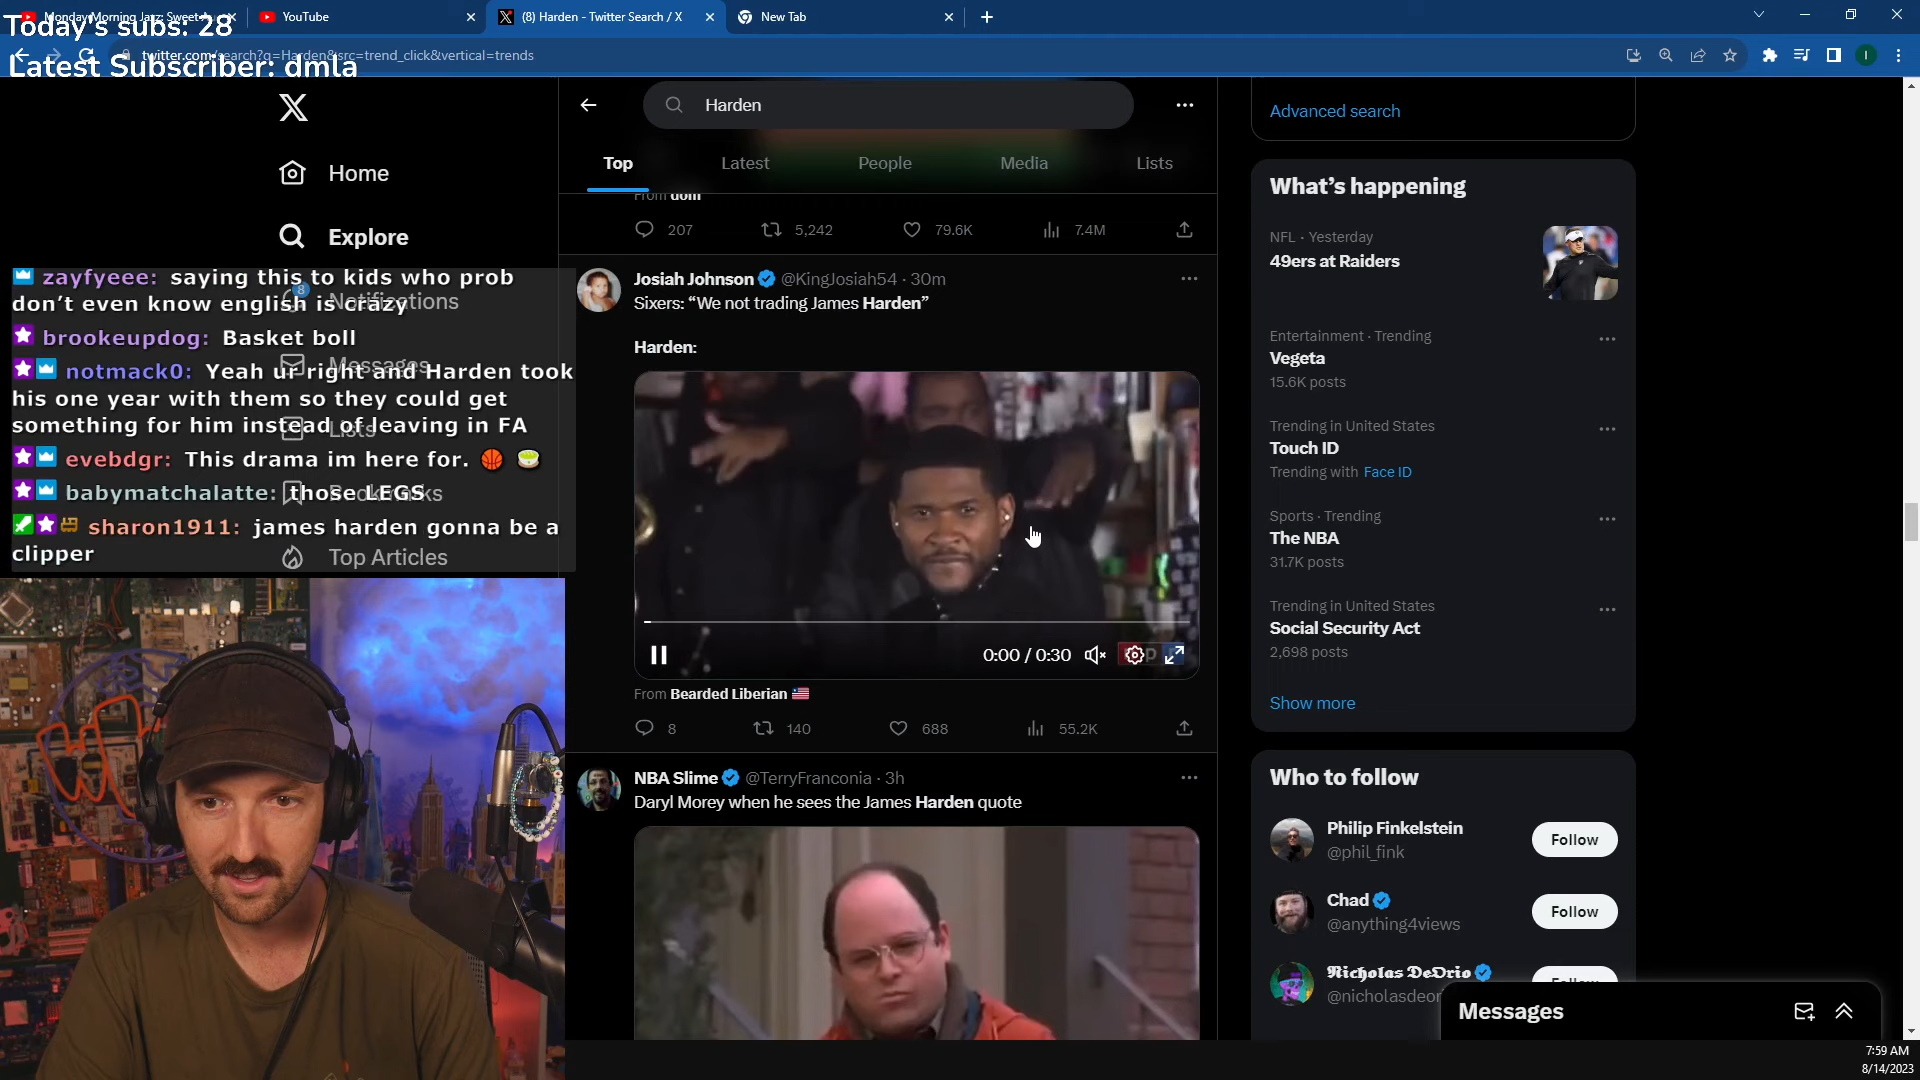 Monday Morning Jazz: Sweet
YouTube
(8) Harden - Twitter Search / X
New Tab
Today's subs: 28
twitter.com/search?q=Harden&src=trend_click&vertical=trends
Latest Subscriber: dmla
Harden
Home
Explore
Notifications
8
Messages
Lists
Bookmarks
Top Articles
zayfyeee: saying this to kids who prob
don't even know english is crazy
brookeupdog: Basket boll
notmack0: Yeah ur right and Harden took
his one year with them so they could get
something for him instead of leaving in FA
evebdgr: This drama im here for. 🏀
babymatchalatte: those LEGS
sharon1911: james harden gonna be a
clipper
Top
Latest
People
Media
Lists
From dom
207
5,242
79.6K
7.4M
Josiah Johnson @KingJosiah54 · 30m
Sixers: “We not trading James Harden”
Harden:
0:00 / 0:30
From Bearded Liberian 🇱🇷
8
140
688
55.2K
NBA Slime @TerryFranconia · 3h
Daryl Morey when he sees the James Harden quote
Advanced search
What’s happening
NFL · Yesterday
49ers at Raiders
Entertainment · Trending
Vegeta
15.6K posts
Trending in United States
Touch ID
Trending with Face ID
Sports · Trending
The NBA
31.7K posts
Trending in United States
Social Security Act
2,698 posts
Show more
Who to follow
Philip Finkelstein
@phil_fink
Follow
Chad
@anything4views
Follow
𝕹𝖎𝖈𝖍𝖔𝖑𝖆𝖘 𝕯𝖊𝕺𝖗𝖎𝖔
@nicholasdeor
Follow
Messages
7:59 AM
8/14/2023